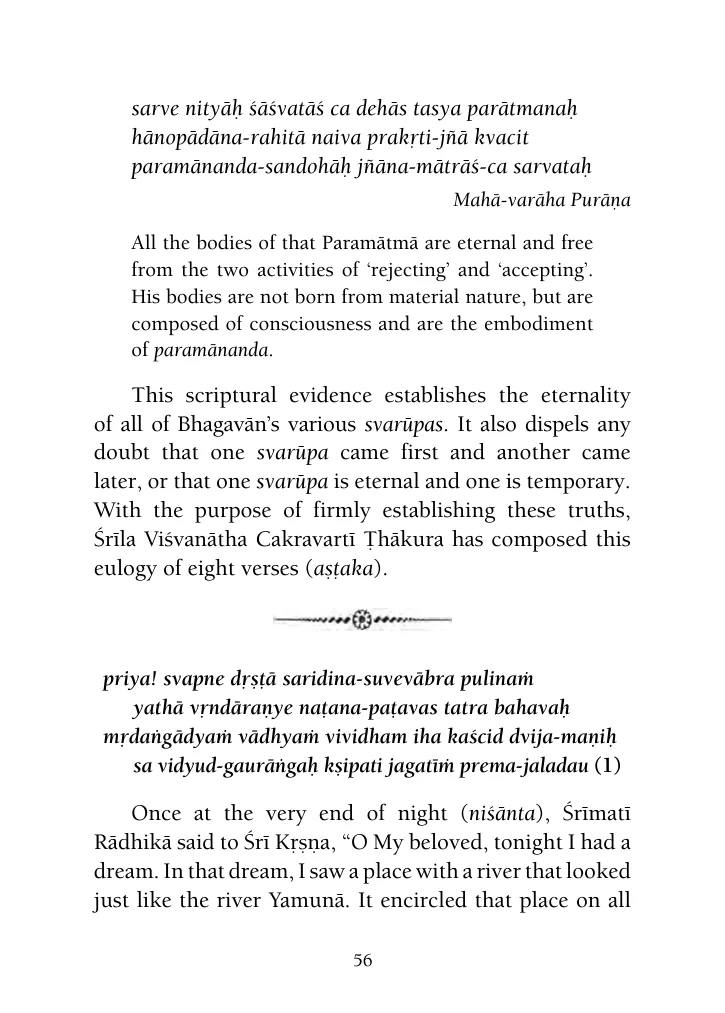 sarve nityāḥ śāśvatāś ca dehās tasya parātmanaḥ
hānopādāna-rahitā naiva prakṛti-jñā kvacit
paramānanda-sandohāḥ jñāna-mātrāś-ca sarvataḥ
Mahā-varāha Purāṇa
All the bodies of that Paramātmā are eternal and free
from the two activities of ‘rejecting’ and ‘accepting’.
His bodies are not born from material nature, but are
composed of consciousness and are the embodiment
of paramānanda.
This scriptural evidence establishes the eternality
of all of Bhagavān’s various svarūpas. It also dispels any
doubt that one svarūpa came first and another came
later, or that one svarūpa is eternal and one is temporary.
With the purpose of firmly establishing these truths,
Śrīla Viśvanātha Cakravartī Ṭhākura has composed this
eulogy of eight verses (aṣṭaka).
priya! svapne dṛṣṭā saridina-suvevābra pulinaṁ
yathā vṛndāraṇye naṭana-paṭavas tatra bahavaḥ
mṛdaṅgādyaṁ vādhyaṁ vividham iha kaścid dvija-maṇiḥ
sa vidyud-gaurāṅgaḥ kṣipati jagatīṁ prema-jaladau (1)
Once at the very end of night (niśānta), Śrīmatī
Rādhikā said to Śrī Kṛṣṇa, “O My beloved, tonight I had a
dream. In that dream, I saw a place with a river that looked
just like the river Yamunā. It encircled that place on all
56